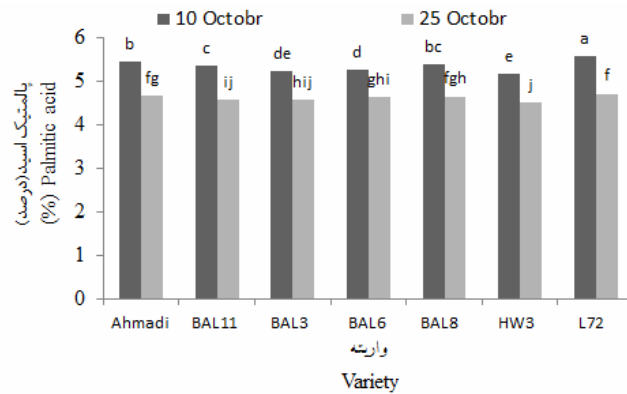 10 Octobr 25 Octobr
پالمتیک اسید(درصد)
(%) Palmitic acid
6
5
4
3
2
1
0
b fg c ij de hij d ghi bc fgh e j a f
Ahmadi BAL11 BAL3 BAL6 BAL8 HW3 L72
واریته
Variety